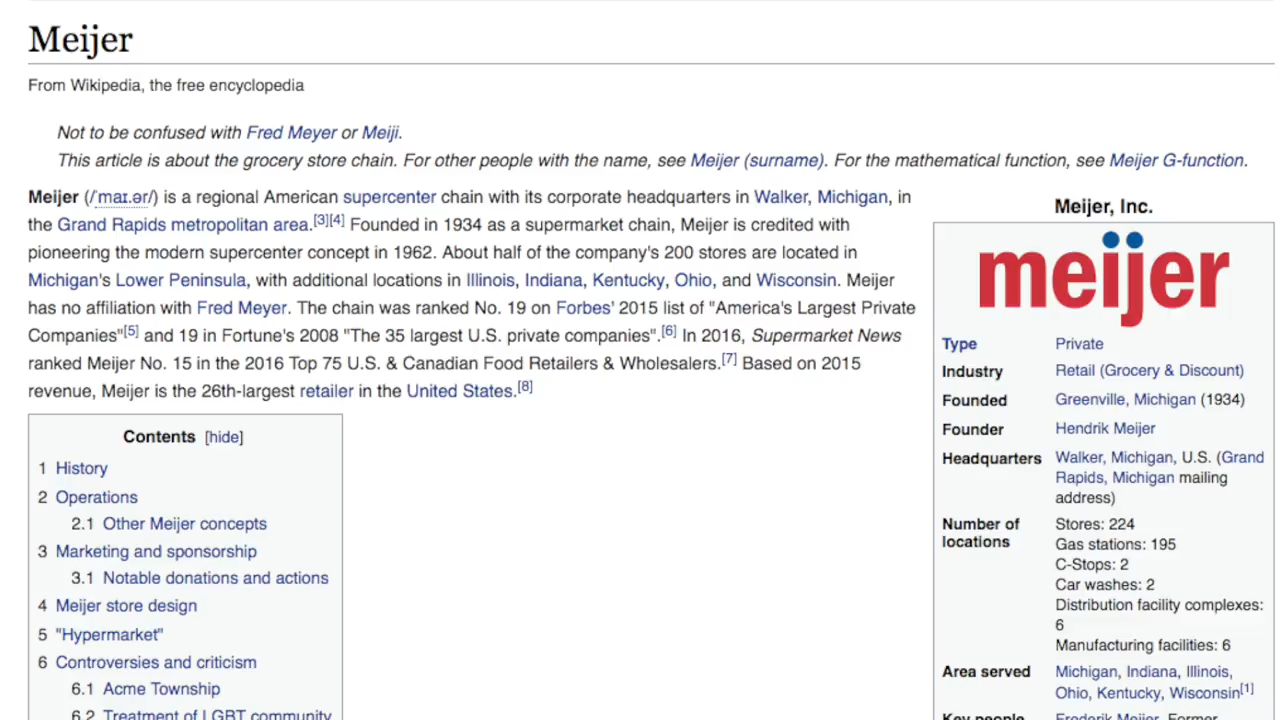 Meijer
From Wikipedia, the free encyclopedia
Not to be confused with Fred Meyer or Meiji.
This article is about the grocery store chain. For other people with the name, see Meijer (surname). For the mathematical function, see Meijer G-function.
Meijer (/ˈmaɪ.ər/) is a regional American supercenter chain with its corporate headquarters in Walker, Michigan, in
the Grand Rapids metropolitan area.[3][4] Founded in 1934 as a supermarket chain, Meijer is credited with
pioneering the modern supercenter concept in 1962. About half of the company's 200 stores are located in
Michigan's Lower Peninsula, with additional locations in Illinois, Indiana, Kentucky, Ohio, and Wisconsin. Meijer
has no affiliation with Fred Meyer. The chain was ranked No. 19 on Forbes' 2015 list of "America's Largest Private
Companies"[5] and 19 in Fortune's 2008 "The 35 largest U.S. private companies".[6] In 2016, Supermarket News
ranked Meijer No. 15 in the 2016 Top 75 U.S. & Canadian Food Retailers & Wholesalers.[7] Based on 2015
revenue, Meijer is the 26th-largest retailer in the United States.[8]
Contents [hide]
1 History
2 Operations
2.1 Other Meijer concepts
3 Marketing and sponsorship
3.1 Notable donations and actions
4 Meijer store design
5 "Hypermarket"
6 Controversies and criticism
6.1 Acme Township
6.2 Treatment of LGBT community
Meijer, Inc.
meijer
Type Private
Industry Retail (Grocery & Discount)
Founded Greenville, Michigan (1934)
Founder Hendrik Meijer
Headquarters Walker, Michigan, U.S. (Grand
Rapids, Michigan mailing
address)
Number of Stores: 224
locations Gas stations: 195
C-Stops: 2
Car washes: 2
Distribution facility complexes:
6
Manufacturing facilities: 6
Area served Michigan, Indiana, Illinois,
Ohio, Kentucky, Wisconsin[1]
Key people Frederik Meijer, Former